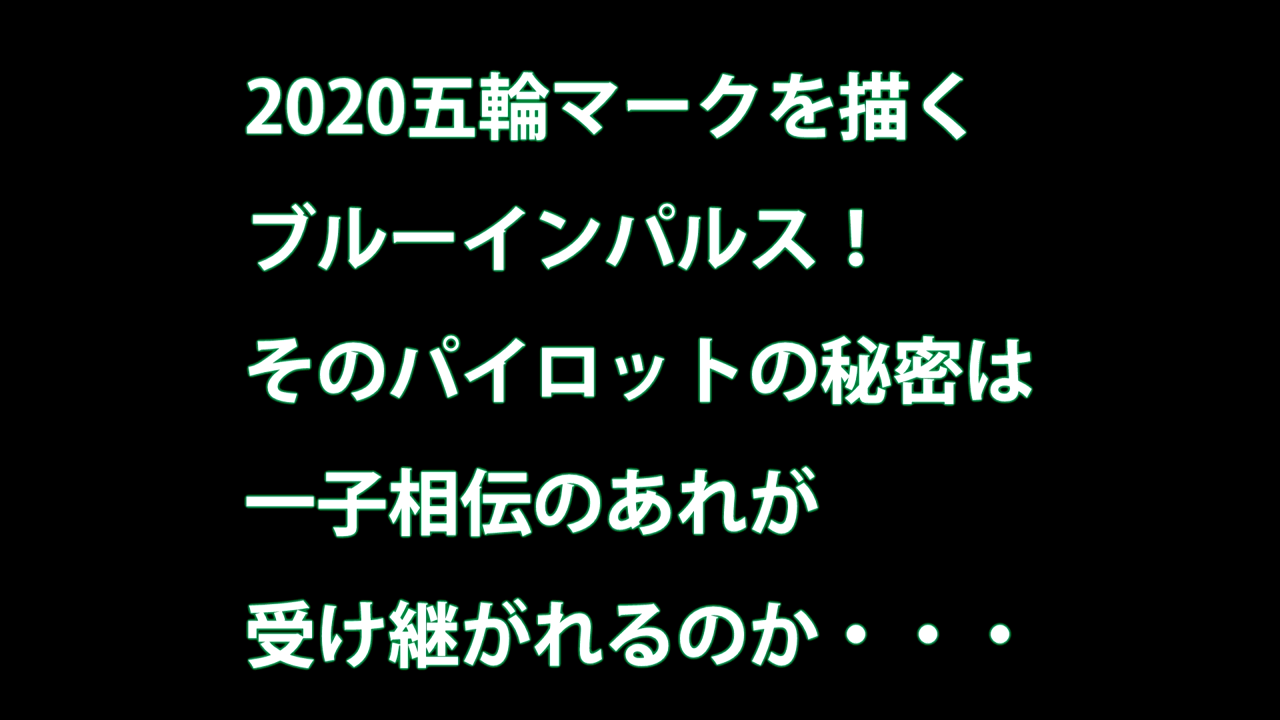 2020五輪マークを描く
ブルーインパルス！
そのパイロットの秘密は
一子相伝のあれが
受け継がれるのか・・・